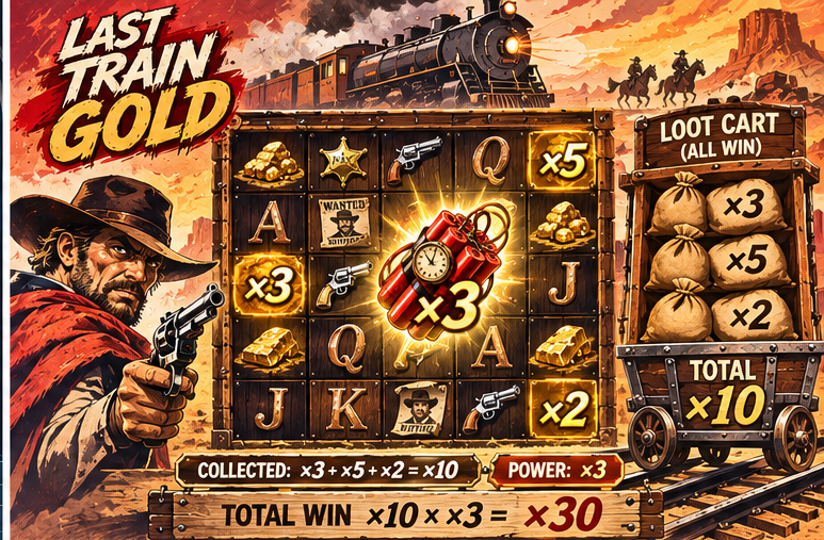 LAST
TRAIN
GOLD
LOOT CART
(ALL WIN)
Q ×5
A WANTED
×3 ×3 J
Q A
J K ×2
×3
×5
×2
TOTAL
×10
COLLECTED: ×3+×5+×2=×10 POWER: ×3
TOTAL WIN ×10 × ×3 = ×30